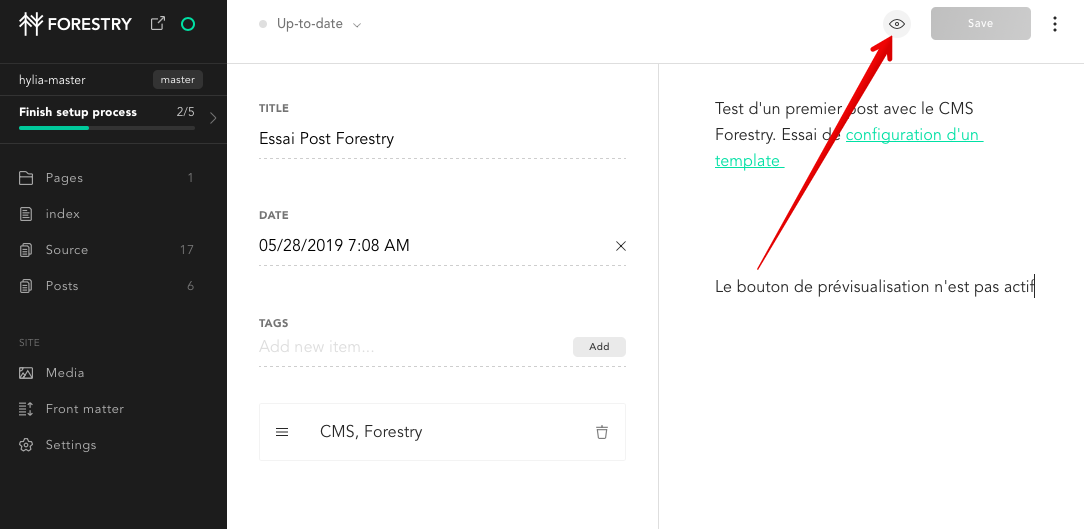 FORESTRY
Up-to-date
Save
hylia-master
master
Finish setup process
2/5
Pages
1
index
Source
17
Posts
6
SITE
Media
Front matter
Settings
TITLE
Essai Post Forestry
DATE
05/28/2019 7:08 AM
TAGS
Add new item...
Add
CMS, Forestry
Test d'un premier post avec le CMS
Forestry. Essai de configuration d'un
template
Le bouton de prévisualisation n'est pas actif